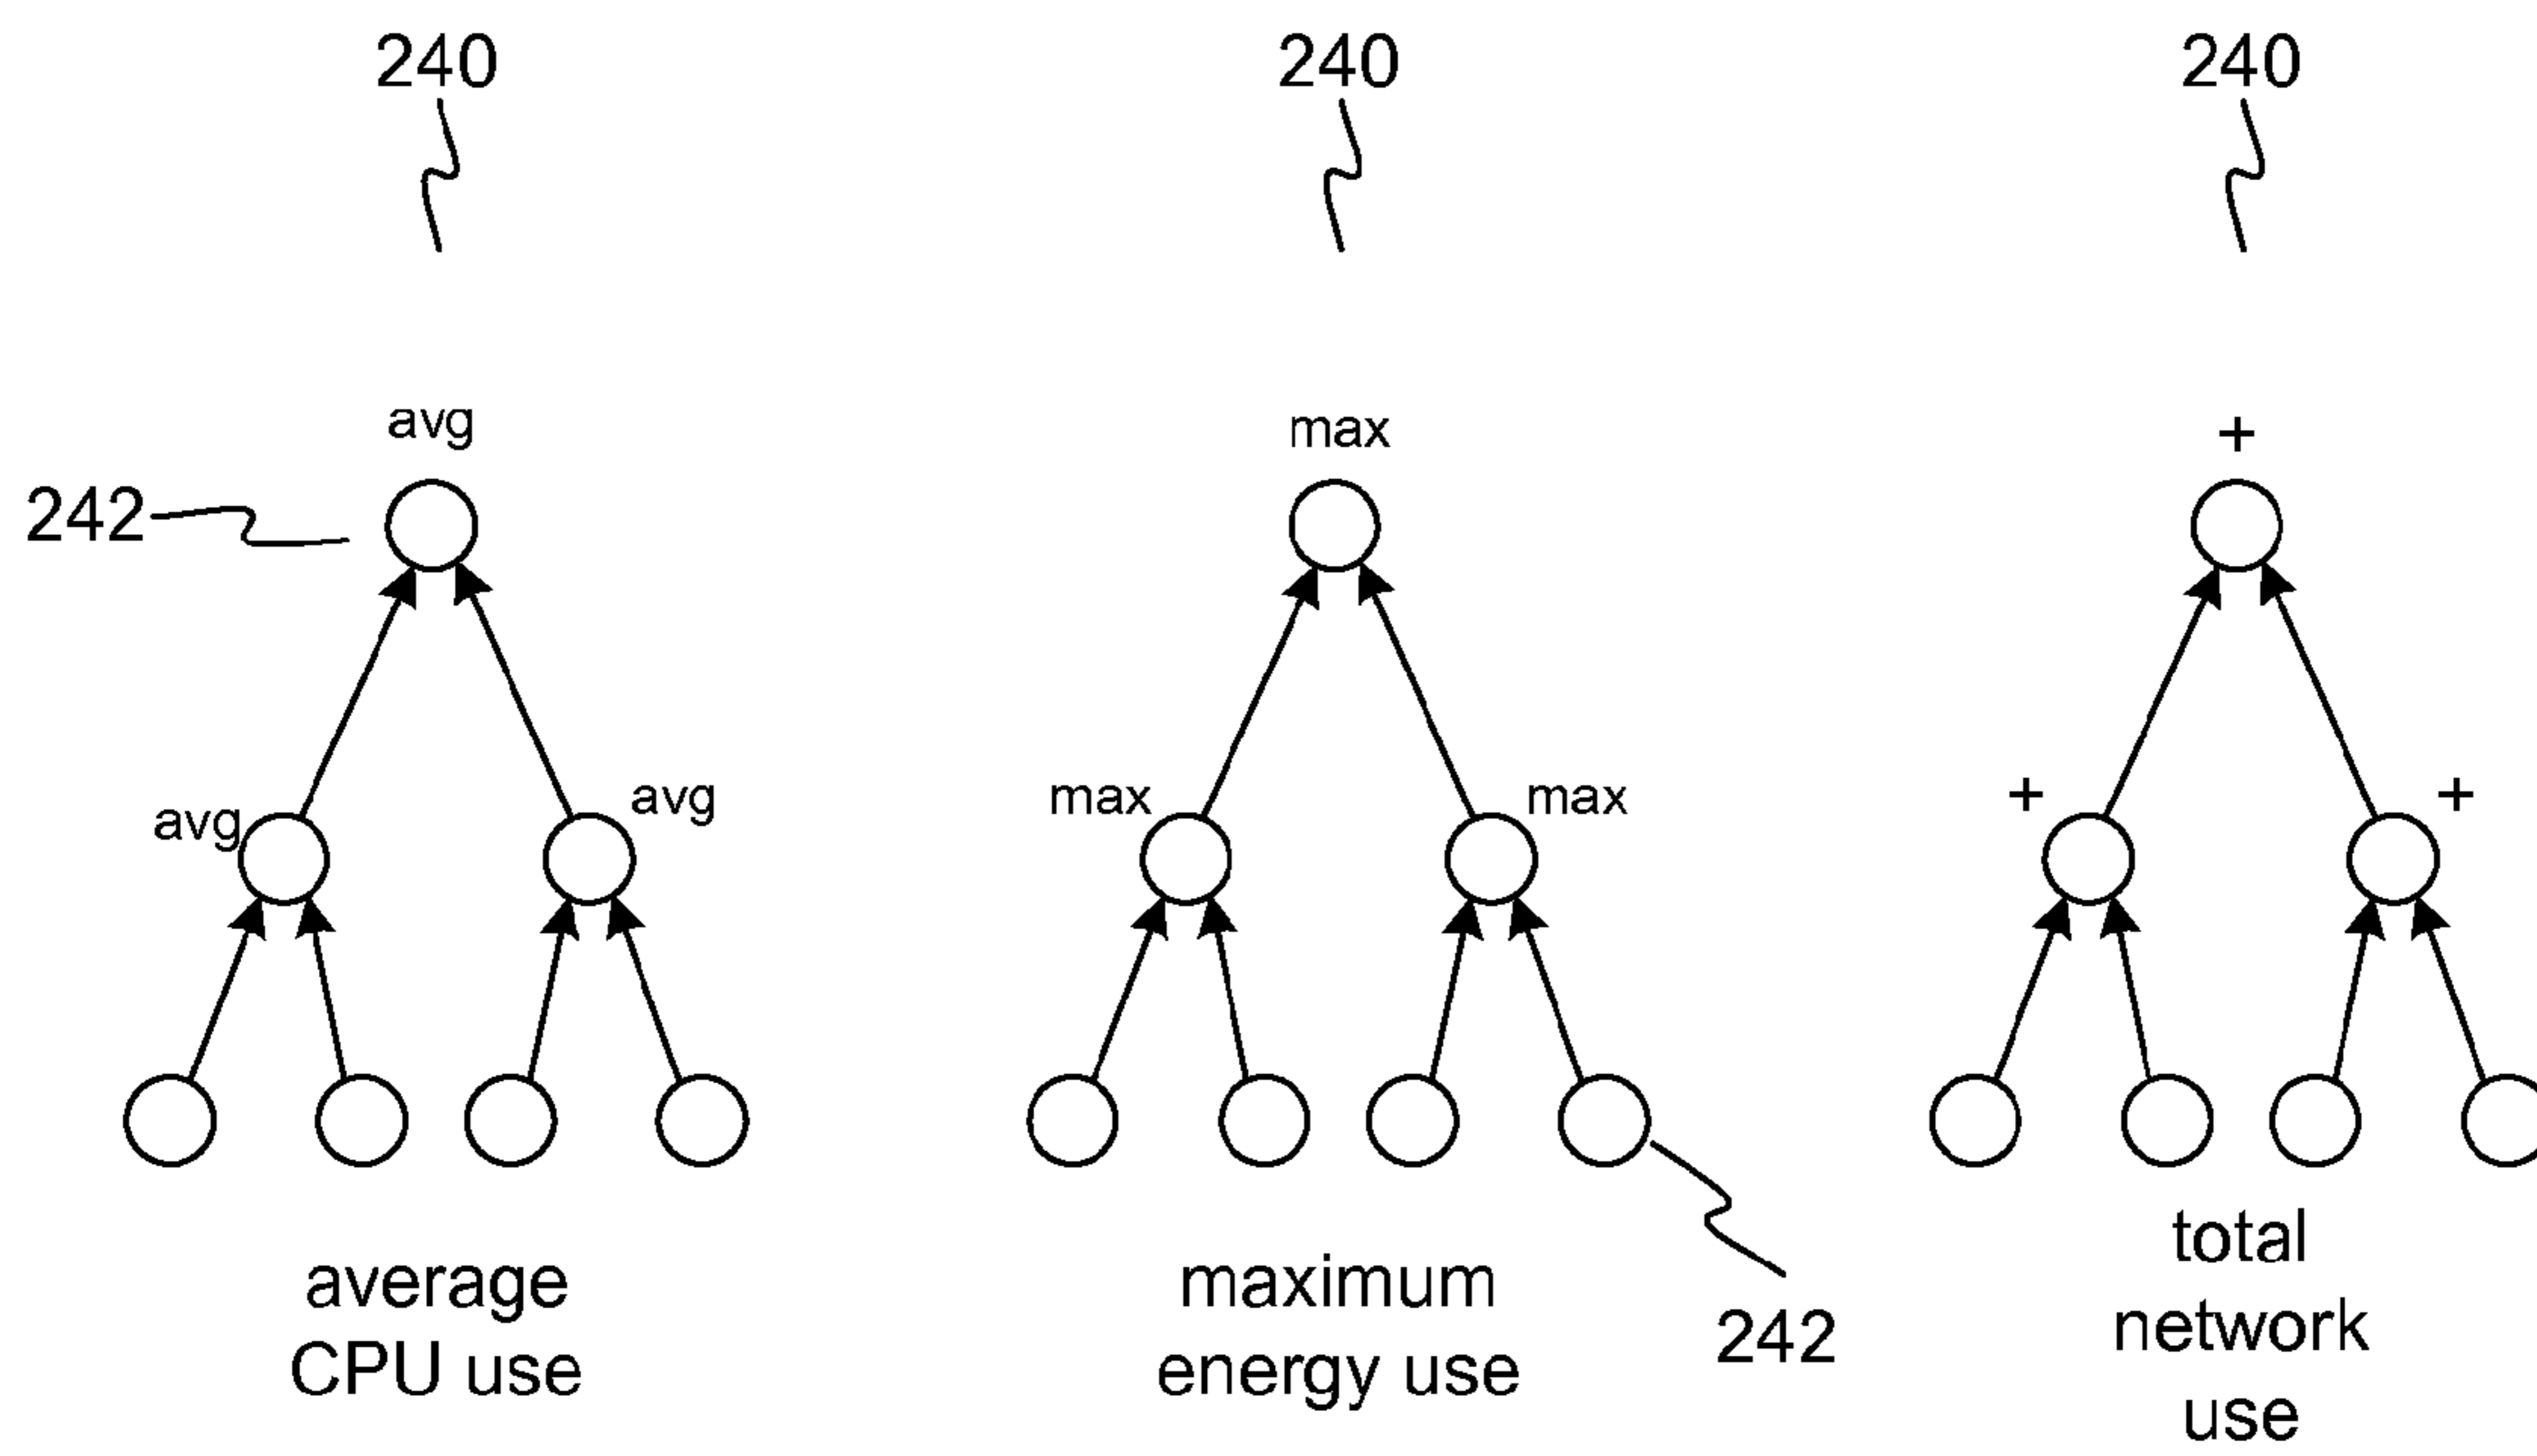 240
240
240
avg
max
+
242
avg
avg
max
max
+
+
average
CPU use
maximum
energy use
242
total
network
use